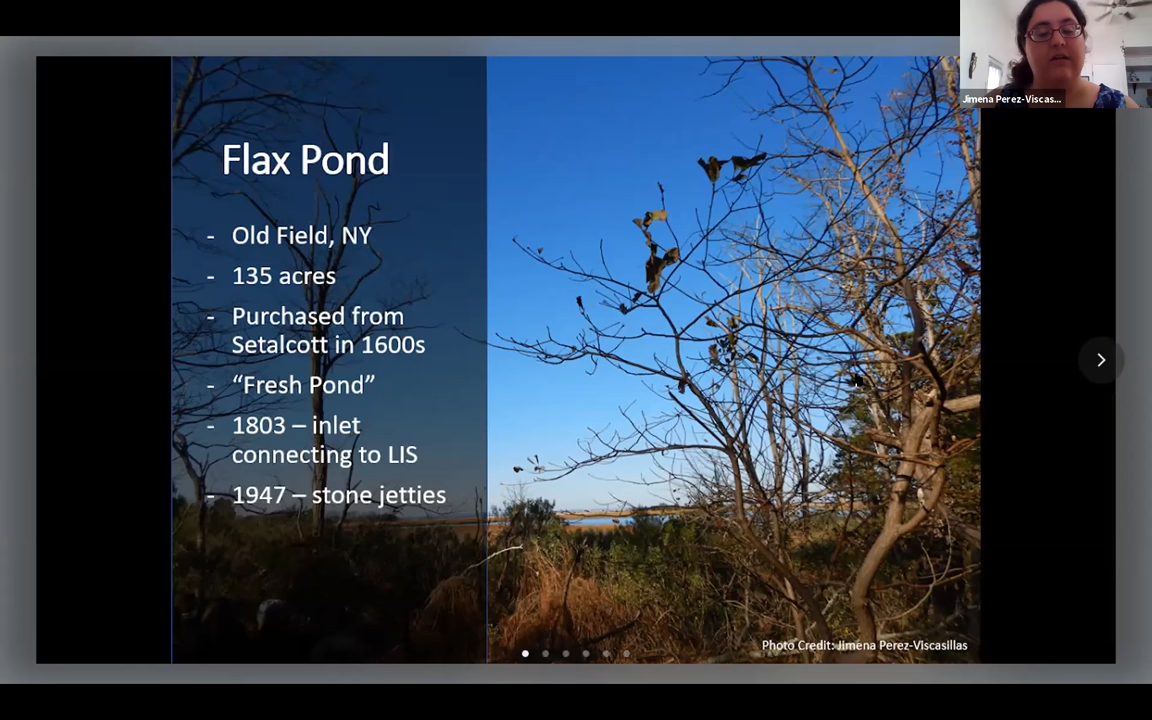 Jimena Perez-Viscas...
Flax Pond
- Old Field, NY
- 135 acres
- Purchased from
Setalcott in 1600s
- “Fresh Pond”
- 1803 – inlet
connecting to LIS
- 1947 – stone jetties
Photo Credit: Jimena Perez-Viscasillas